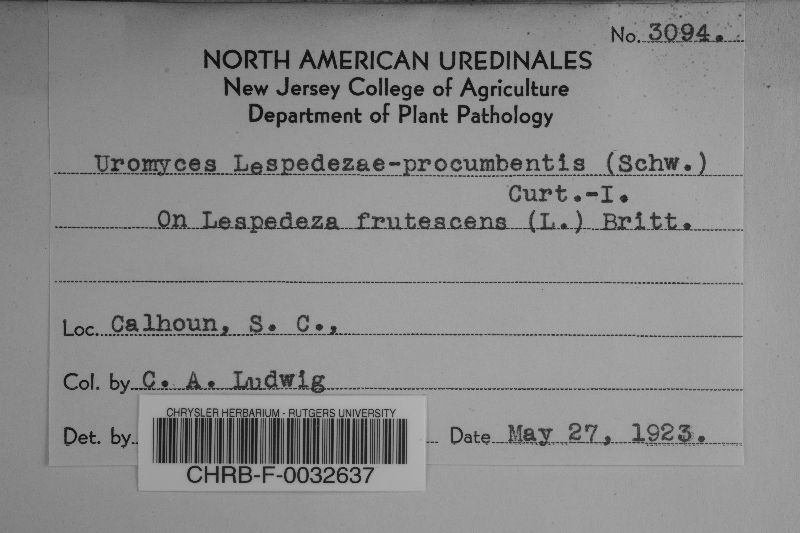 No. 3094.
NORTH AMERICAN UREDINALES
New Jersey College of Agriculture
Department of Plant Pathology
Uromyces Lespedezae-procumbentis (Schw.)
Curt.-I.
On Lespedeza frutescens (L.) Britt.
Loc. Calhoun, S. C.,
Col. by C. A. Ludwig
Det. by Date May 27, 1923.
CHRYSLER HERBARIUM - RUTGERS UNIVERSITY
CHRB-F-0032637